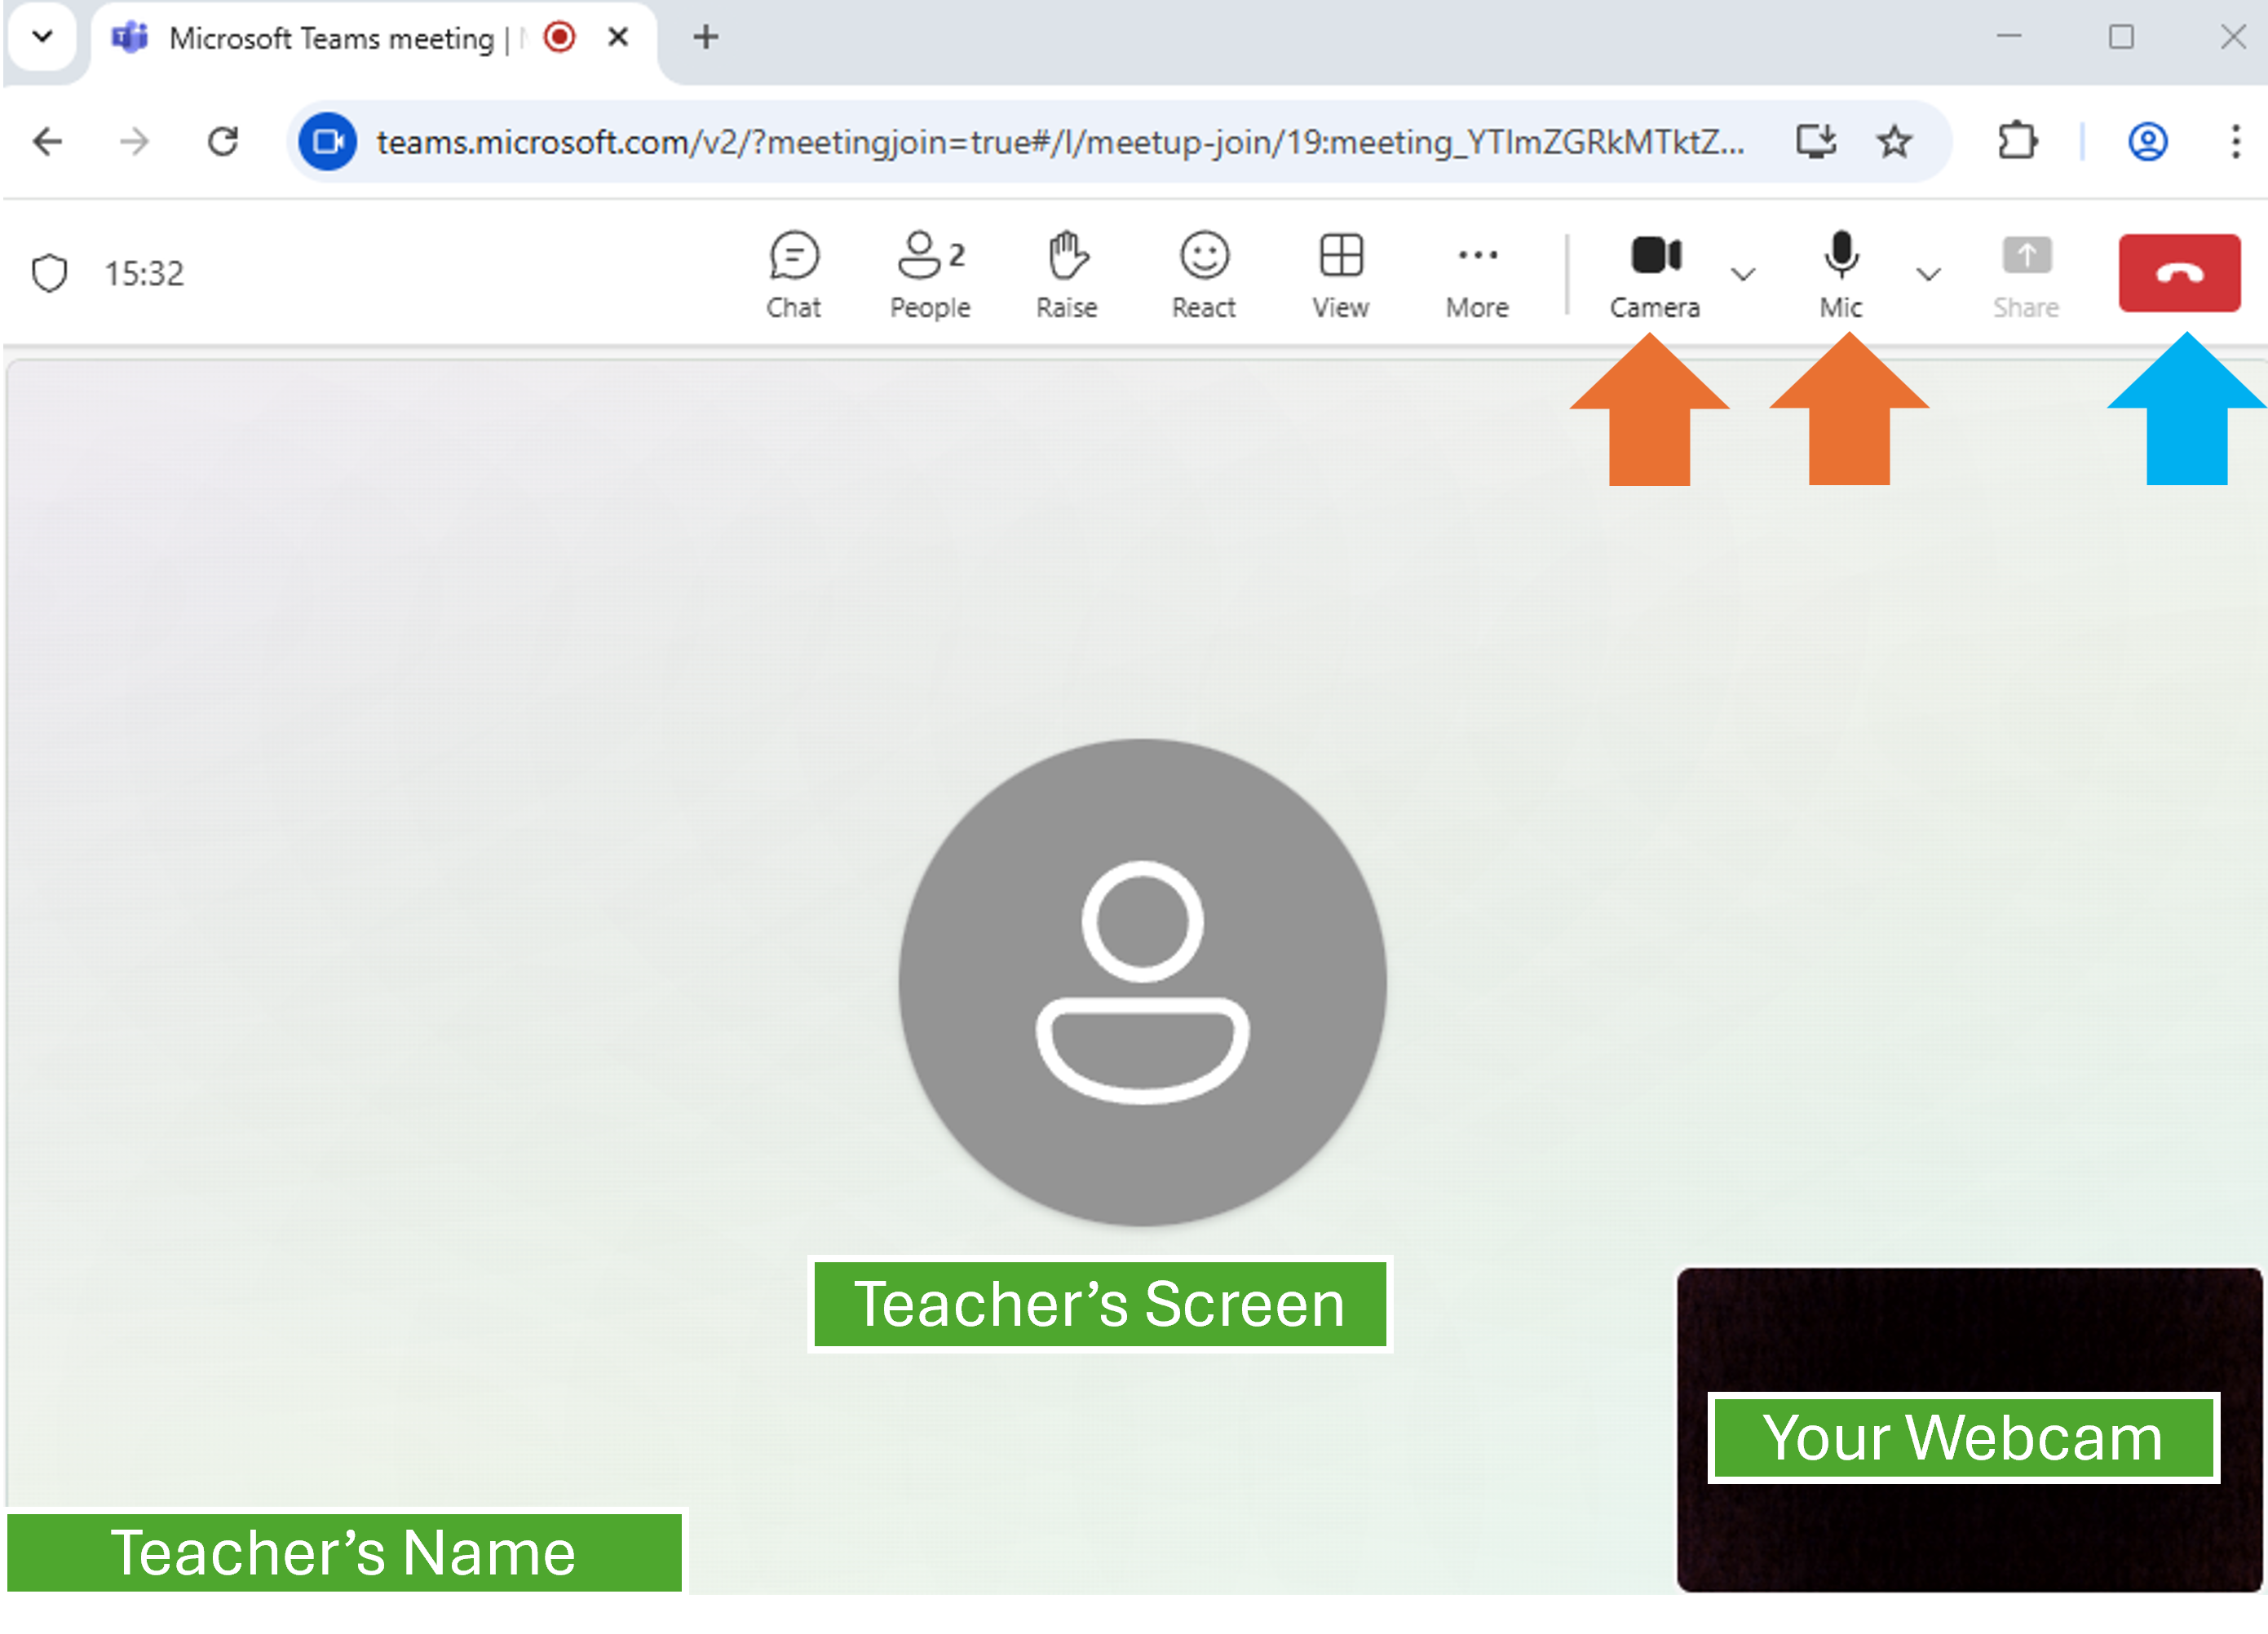 Microsoft Teams meeting |
teams.microsoft.com/v2/?meetingjoin=true#/l/meetup-join/19:meeting_YTlmZGRkMTktZ...
15:32
2
Chat People Raise React View More Camera Mic Share
Teacher's Screen
Your Webcam
Teacher's Name